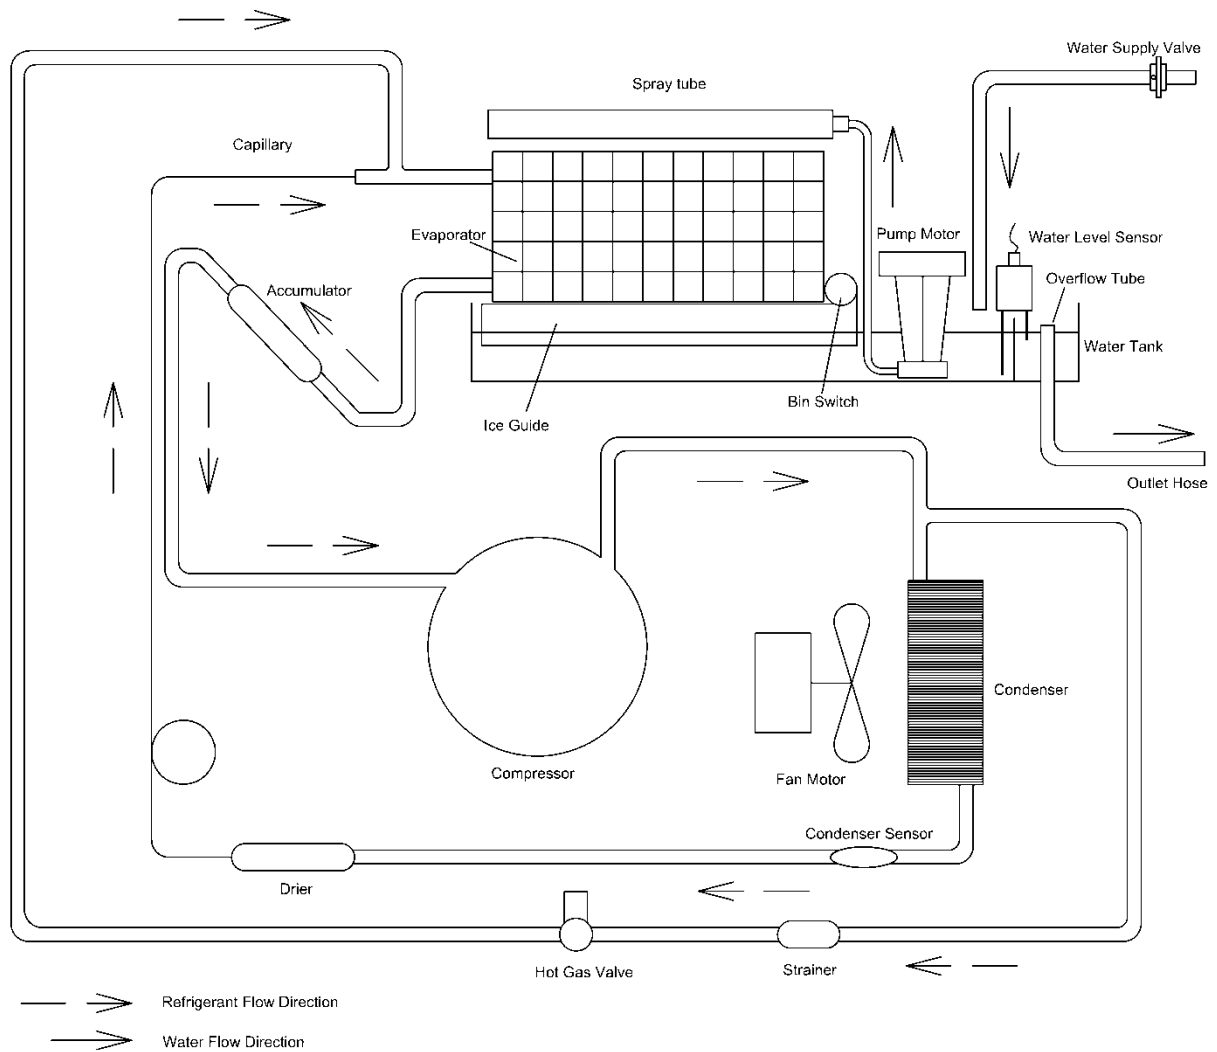 Water Supply Valve
Spray tube
Capillary
Evaporator
Pump Motor
Water Level Sensor
Accumulator
Overflow Tube
Water Tank
Bin Switch
Ice Guide
Outlet Hose
Condenser
Compressor
Fan Motor
Condenser Sensor
Drier
Hot Gas Valve
Strainer
Refrigerant Flow Direction
Water Flow Direction